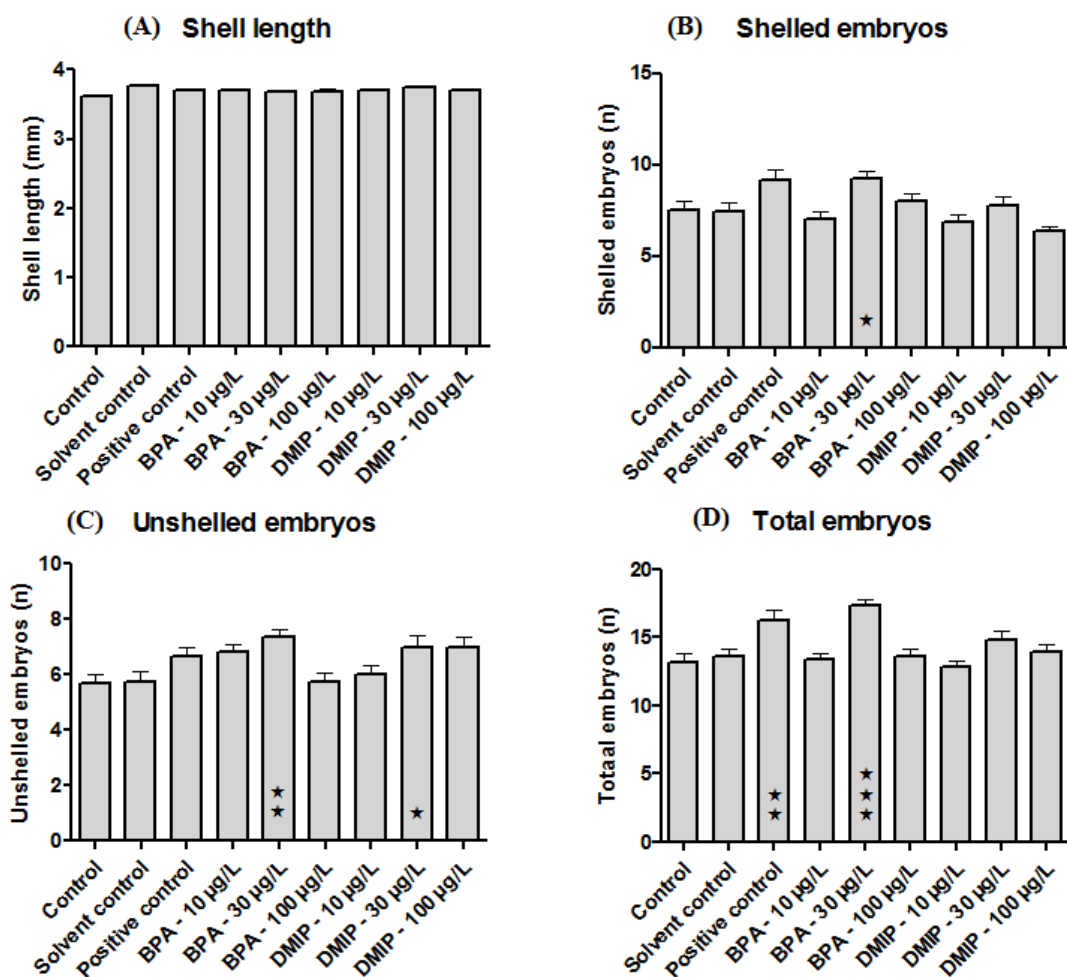 (A) Shell length
Shell length (mm)
4
3
2
1
0
Control
Solvent control
Positive control
BPA - 10 µg/L
BPA - 30 µg/L
BPA - 100 µg/L
DMIP - 10 µg/L
DMIP - 30 µg/L
DMIP - 100 µg/L
(B) Shelled embryos
Shelled embryos (n)
15
10
5
0
★
Control
Solvent control
Positive control
BPA - 10 µg/L
BPA - 30 µg/L
BPA - 100 µg/L
DMIP - 10 µg/L
DMIP - 30 µg/L
DMIP - 100 µg/L
(C) Unshelled embryos
Unshelled embryos (n)
10
8
6
4
2
0
★
★
★
Control
Solvent control
Positive control
BPA - 10 µg/L
BPA - 30 µg/L
BPA - 100 µg/L
DMIP - 10 µg/L
DMIP - 30 µg/L
DMIP - 100 µg/L
(D) Total embryos
Totaal embryos (n)
20
15
10
5
0
★
★
★
★
★
Control
Solvent control
Positive control
BPA - 10 µg/L
BPA - 30 µg/L
BPA - 100 µg/L
DMIP - 10 µg/L
DMIP - 30 µg/L
DMIP - 100 µg/L